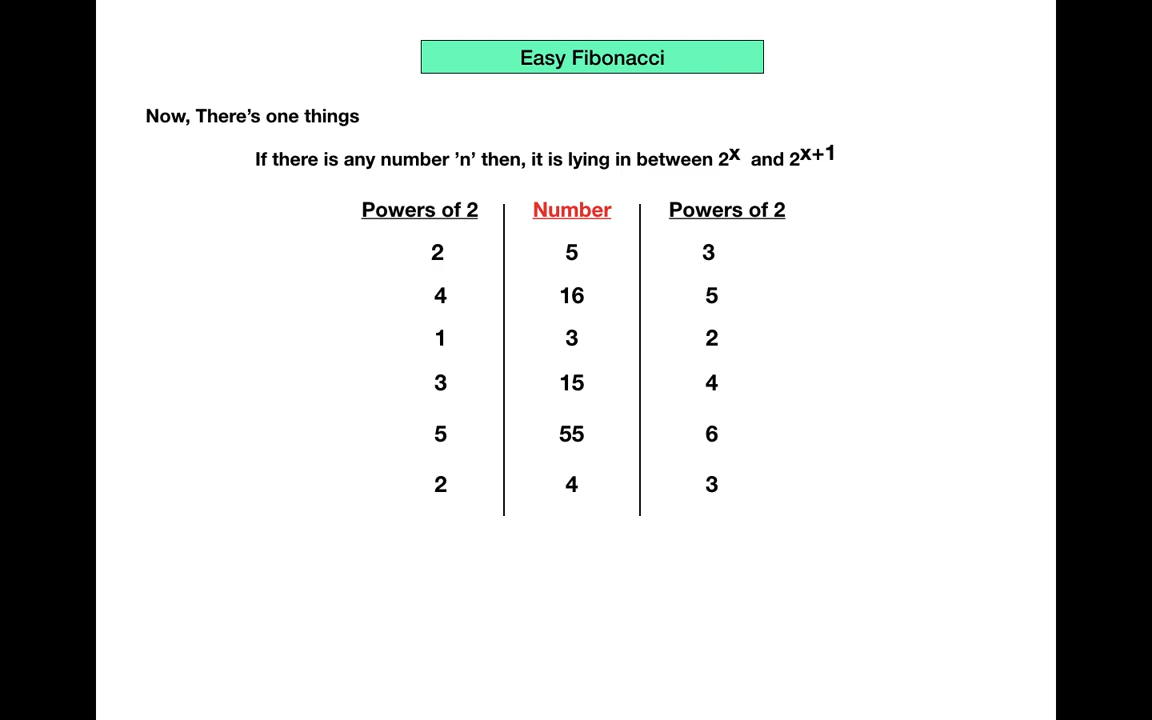 Easy Fibonacci
Now, There's one things
If there is any number 'n' then, it is lying in between 2^x and 2^x+1
Powers of 2 Number Powers of 2
2 5 3
4 16 5
1 3 2
3 15 4
5 55 6
2 4 3